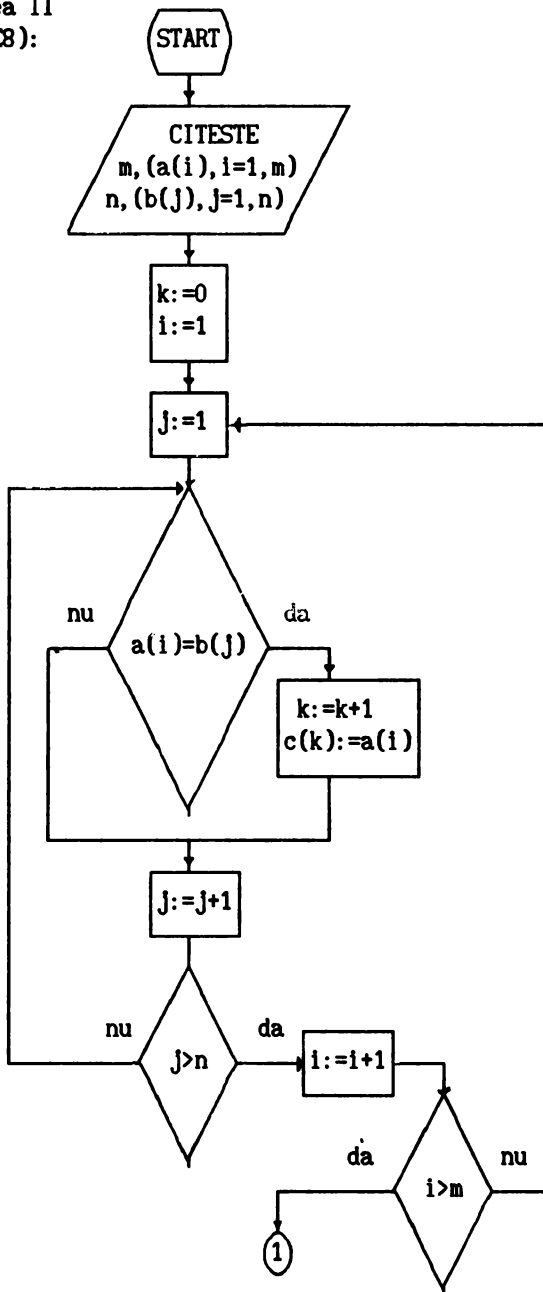 ea II
START
CITESTE
m,(a(i),i=1,m)
n,(b(j),j=1,n)
k:=0
i:=1
j:=1
nu
da
a(i)=b(j)
k:=k+1
c(k):=a(i)
j:=j+1
nu
da
j>n
i:=i+1
da
nu
i>m
1